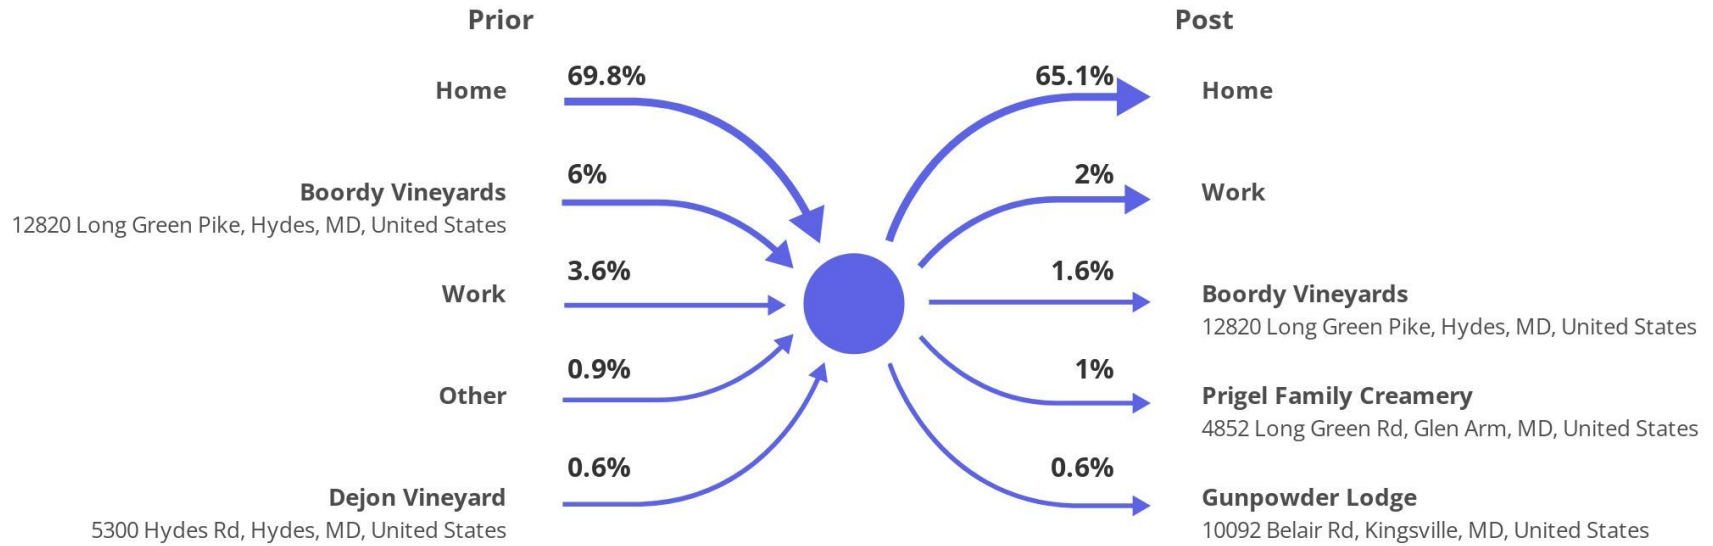 Prior
Post
69.8%
Home
6%
Boordy Vineyards
12820 Long Green Pike, Hydes, MD, United States
3.6%
Work
0.9%
Other
0.6%
Dejon Vineyard
5300 Hydes Rd, Hydes, MD, United States
65.1%
Home
2%
Work
1.6%
Boordy Vineyards
12820 Long Green Pike, Hydes, MD, United States
1%
Prigel Family Creamery
4852 Long Green Rd, Glen Arm, MD, United States
0.6%
Gunpowder Lodge
10092 Belair Rd, Kingsville, MD, United States